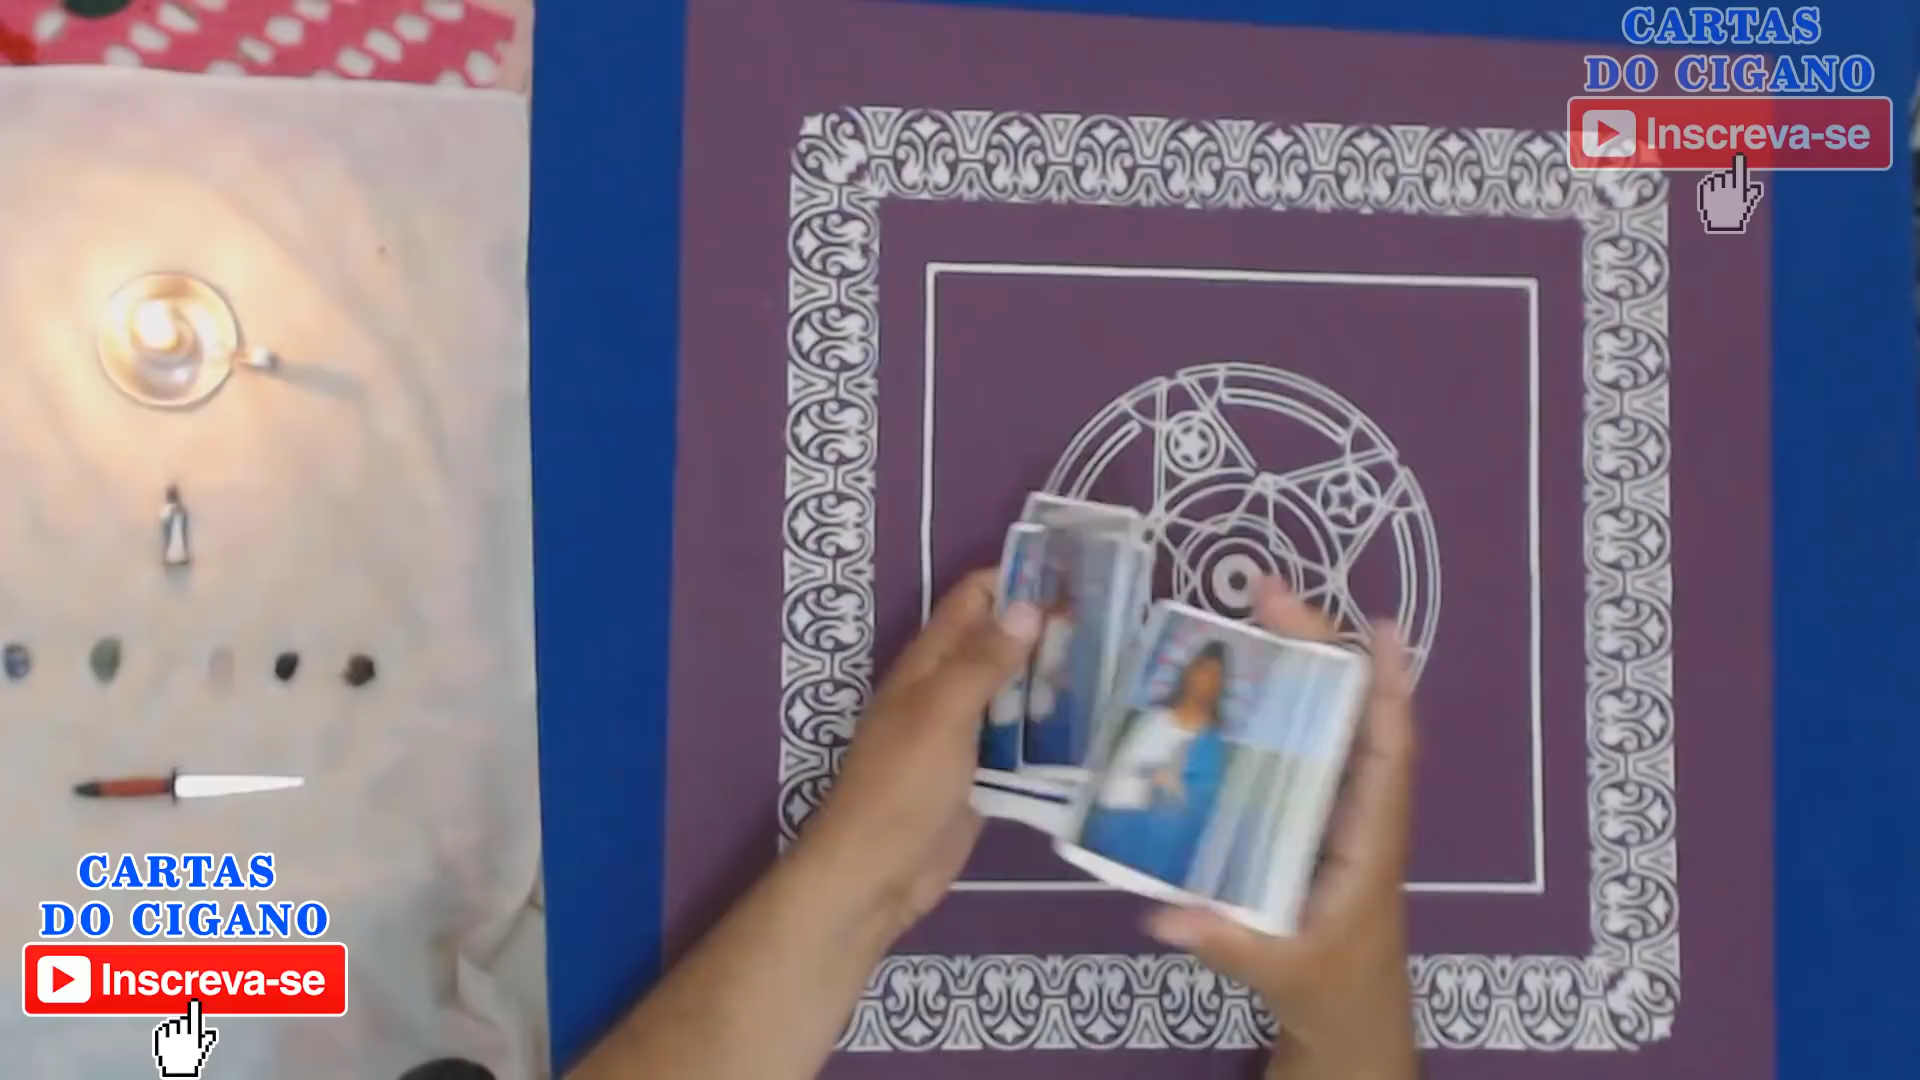 CARTAS
DO CIGANO
Inscreva-se
CARTAS
DO CIGANO
Inscreva-se